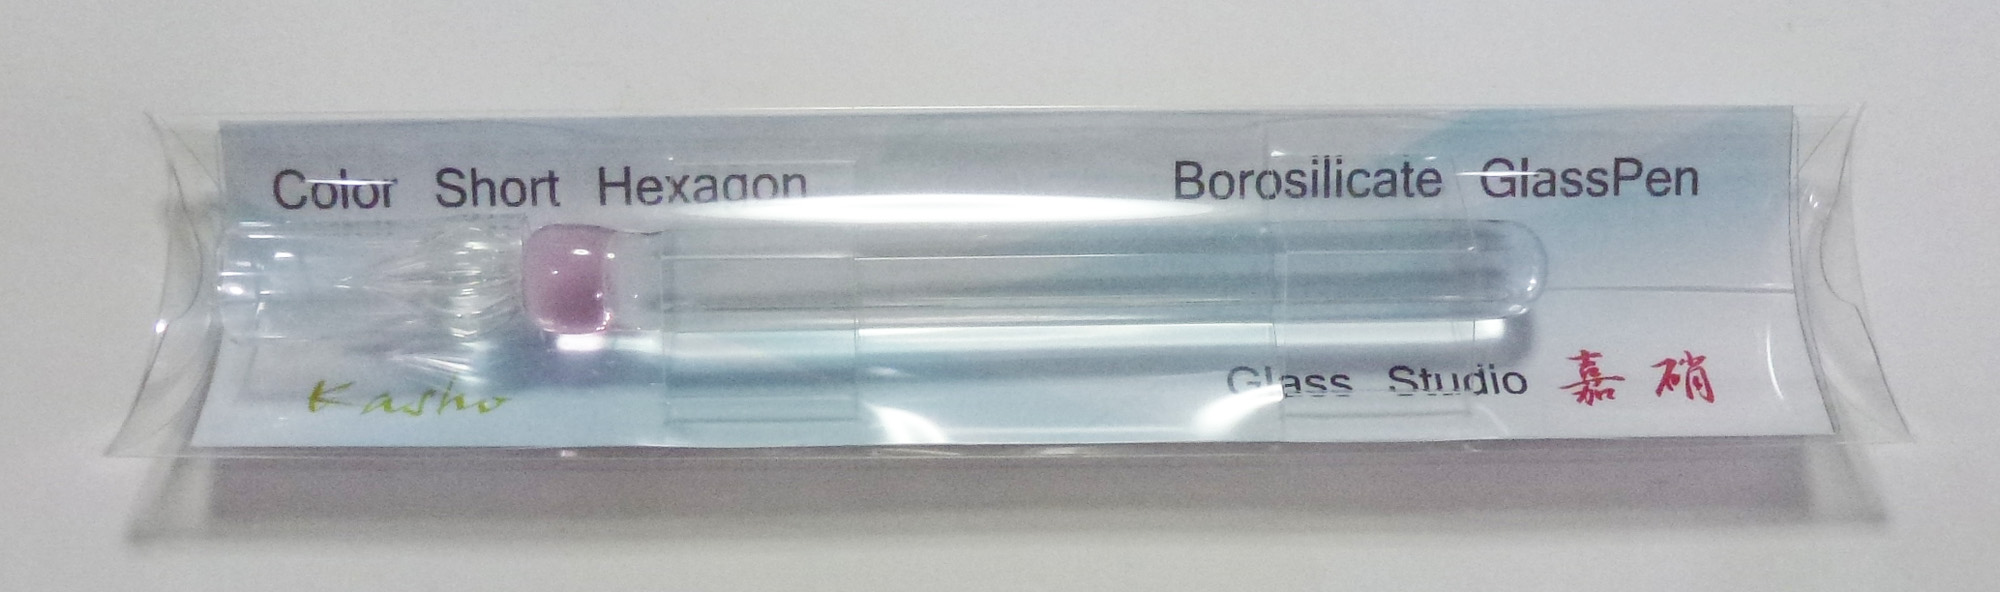 Color Short Hexagon
Borosilicate GlassPen
Kasho
Glass Studio 嘉硝